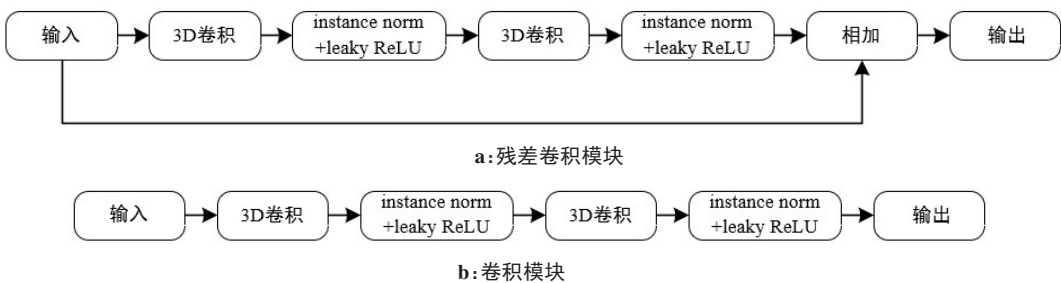 输入
3D卷积
instance norm
+leaky ReLU
3D卷积
instance norm
+leaky ReLU
相加
输出
a:残差卷积模块
输入
3D卷积
instance norm
+leaky ReLU
3D卷积
instance norm
+leaky ReLU
输出
b:卷积模块